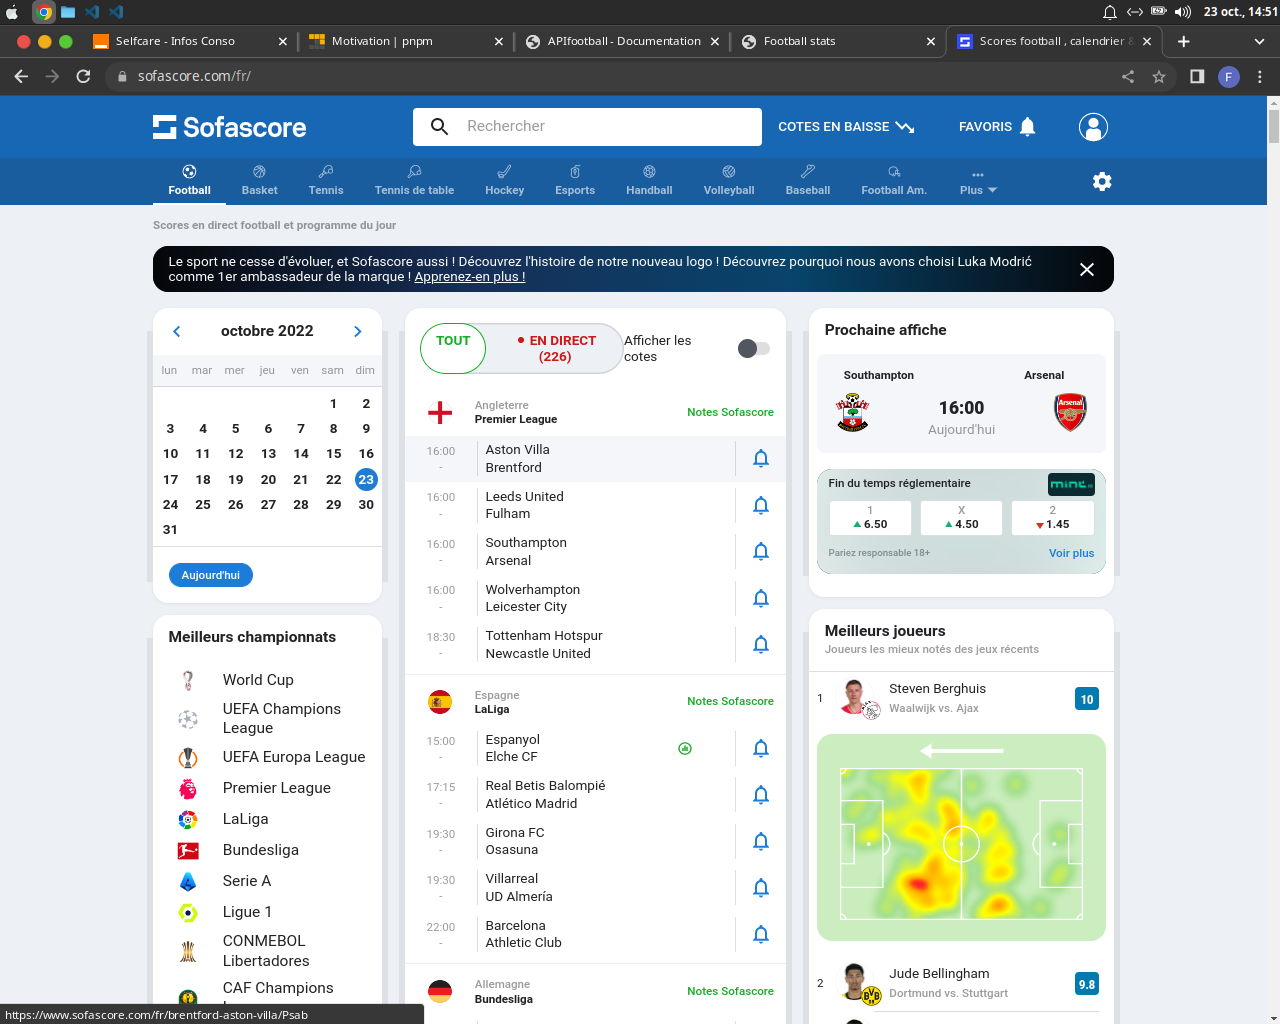 23 oct., 14:51
Selfcare - Infos Conso
Motivation | pnpm
APIfootball - Documentation
Football stats
Scores football , calendrier &
sofascore.com/fr/
F
Sofascore
Rechercher
COTES EN BAISSE
FAVORIS
Football
Basket
Tennis
Tennis de table
Hockey
Esports
Handball
Volleyball
Baseball
Football Am.
Plus
Scores en direct football et programme du jour
Le sport ne cesse d'évoluer, et Sofascore aussi ! Découvrez l'histoire de notre nouveau logo ! Découvrez pourquoi nous avons choisi Luka Modrić
comme 1er ambassadeur de la marque ! Apprenez-en plus !
octobre 2022
lun mar mer jeu ven sam dim
1 2
3 4 5 6 7 8 9
10 11 12 13 14 15 16
17 18 19 20 21 22 23
24 25 26 27 28 29 30
31
Aujourd'hui
Meilleurs championnats
World Cup
UEFA Champions
League
UEFA Europa League
Premier League
LaLiga
Bundesliga
Serie A
Ligue 1
CONMEBOL
Libertadores
CAF Champions
TOUT
EN DIRECT
(226)
Afficher les
cotes
Angleterre
Premier League
Notes Sofascore
16:00 Aston Villa
- Brentford
16:00 Leeds United
- Fulham
16:00 Southampton
- Arsenal
16:00 Wolverhampton
- Leicester City
18:30 Tottenham Hotspur
- Newcastle United
Espagne
LaLiga
Notes Sofascore
15:00 Espanyol
- Elche CF
17:15 Real Betis Balompié
- Atlético Madrid
19:30 Girona FC
- Osasuna
19:30 Villarreal
- UD Almería
22:00 Barcelona
- Athletic Club
Allemagne
Bundesliga
Notes Sofascore
Prochaine affiche
Southampton
Arsenal
16:00
Aujourd'hui
Arsenal
Fin du temps réglementaire
mint
1 X 2
6.50 4.50 1.45
Pariez responsable 18+
Voir plus
Meilleurs joueurs
Joueurs les mieux notés des jeux récents
1 Steven Berghuis
Waalwijk vs. Ajax
10
2 Jude Bellingham
Dortmund vs. Stuttgart
9.8
BVB
https://www.sofascore.com/fr/brentford-aston-villa/Psab